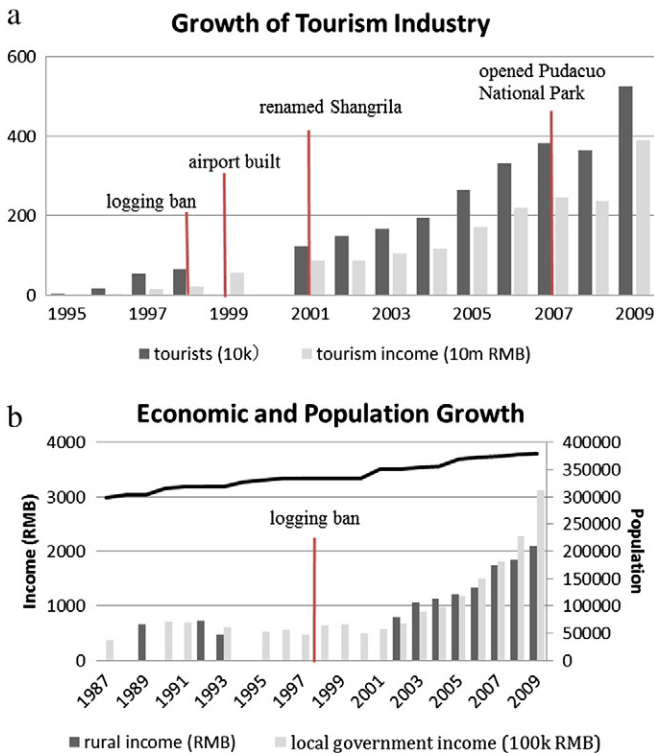 a
Growth of Tourism Industry
600
400
200
0
logging ban
airport built
renamed Shangrila
opened Pudacuo
National Park
1995 1997 1999 2001 2003 2005 2007 2009
tourists (10k） tourism income (10m RMB)
b
Economic and Population Growth
Income (RMB)
4000
3000
2000
1000
0
logging ban
400000
350000
300000
250000
200000
150000
100000
50000
0
Population
1987 1989 1991 1993 1995 1997 1999 2001 2003 2005 2007 2009
rural income (RMB) local government income (100k RMB)